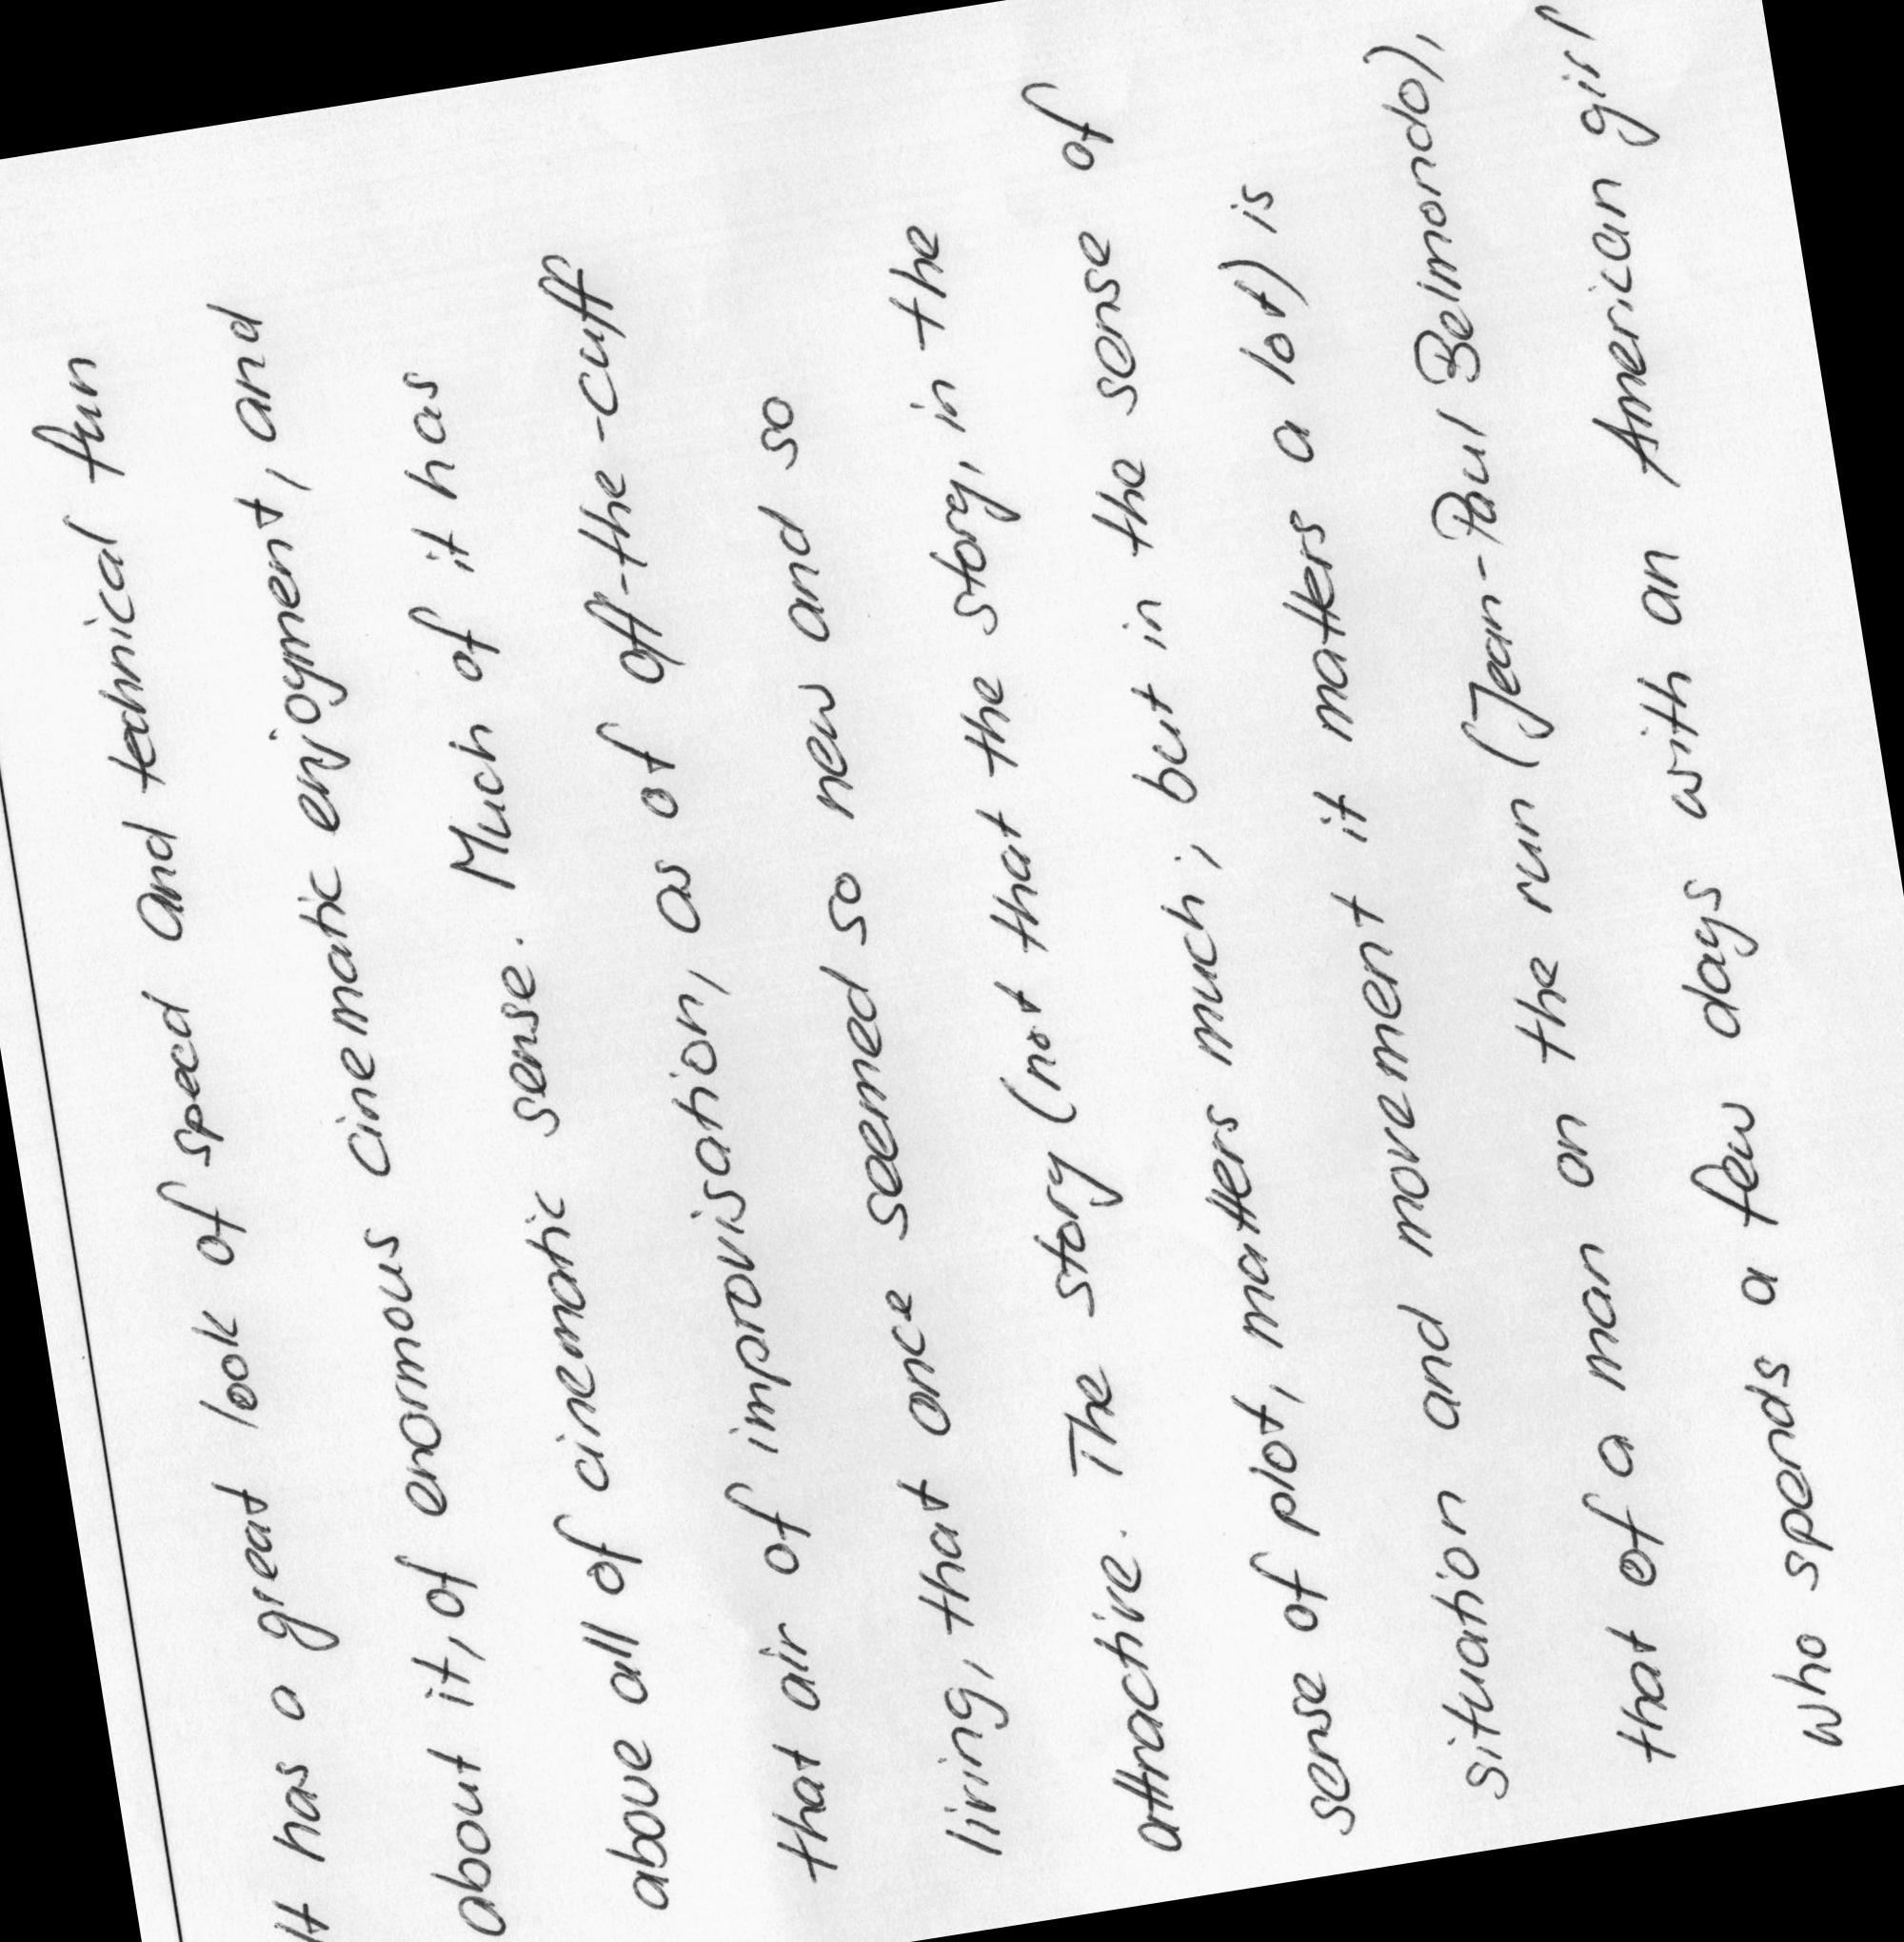 It has a great look of speed and technical fun
about it, of enormous cinematic enjoyment, and
above all of cinematic sense. Much of it has
that air of improvisation, as of off-the-cuff
living, that once seemed so new and so
attractive. The story (not that the story, in the
sense of plot, matters much; but in the sense of
situation and movement it matters a lot) is
that of a man on the run (Jean-Paul Belmondo),
who spends a few days with an American girl